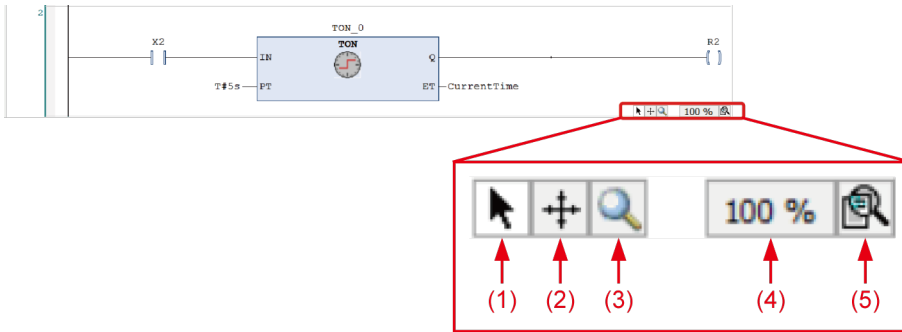 2
TON_0
X2 TON R2
IN Q
T#5s PT ET CurrentTime
100 %
100 %
(1) (2) (3) (4) (5)